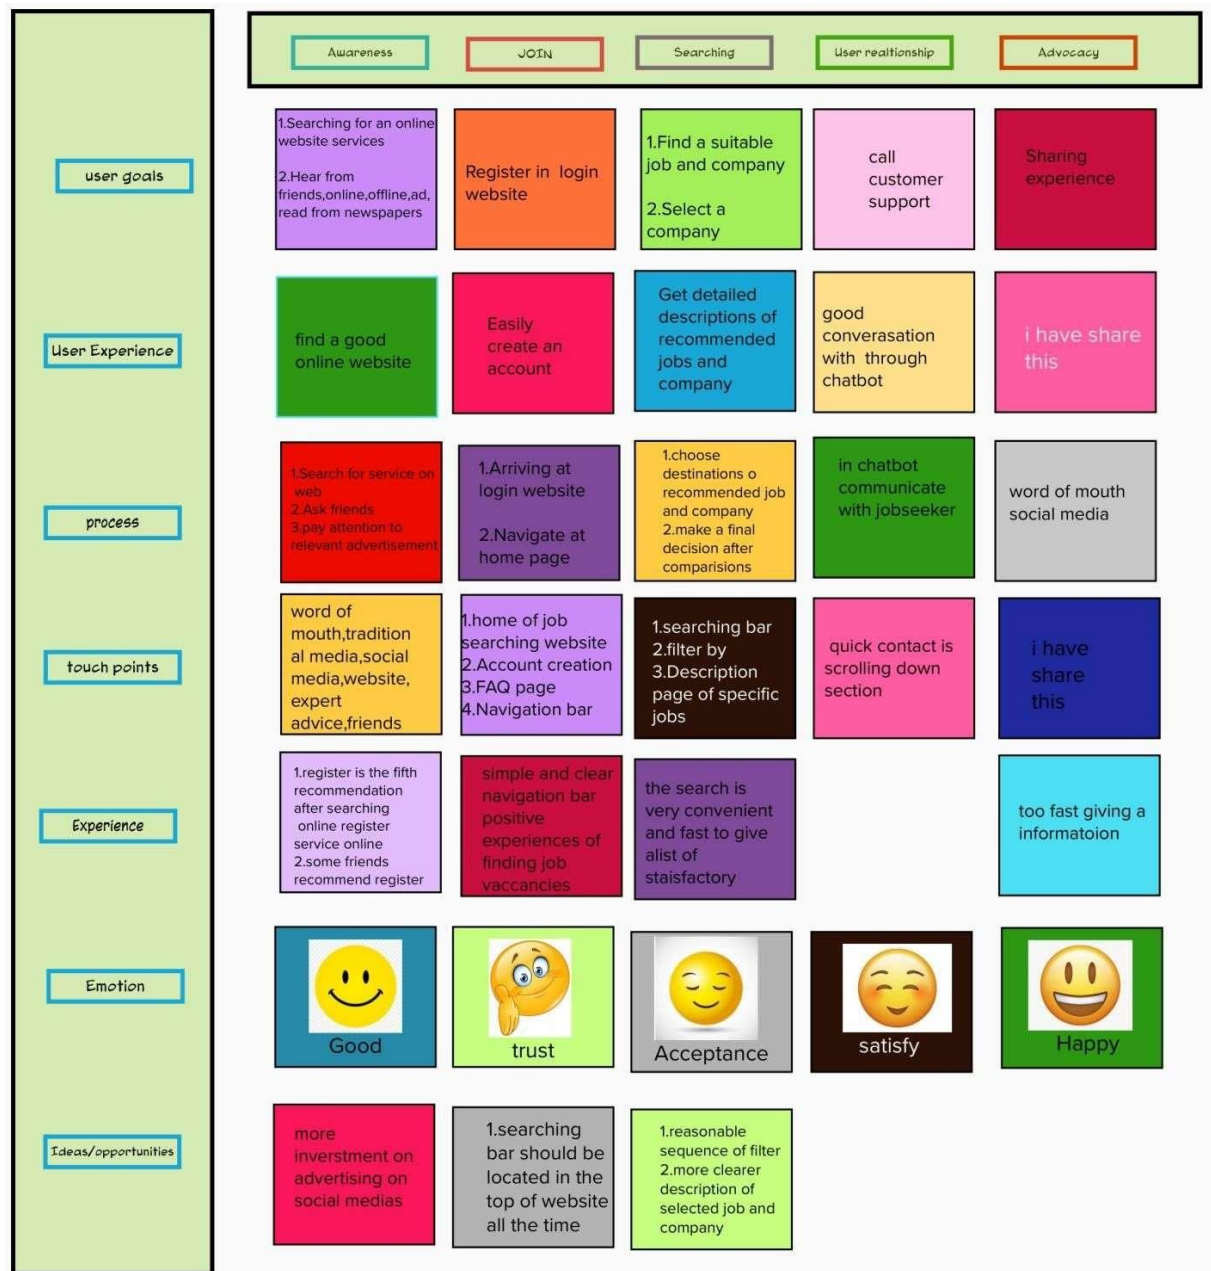 Awareness
JOIN
Searching
User realtionship
Advocacy
user goals
1.Searching for an online
website services
2.Hear from
friends,online,offline,ad,
read from newspapers
Register in login
website
1.Find a suitable
job and company
2.Select a
company
call
customer
support
Sharing
experience
User Experience
find a good
online website
Easily
create an
account
Get detailed
descriptions of
recommended
jobs and
company
good
converasation
with through
chatbot
i have share
this
process
1.Search for service on
web
2.Ask friends
3.pay attention to
relevant advertisement
1.Arriving at
login website
2.Navigate at
home page
1.choose
destinations o
recommended job
and company
2.make a final
decision after
comparisions
in chatbot
communicate
with jobseeker
word of mouth
social media
touch points
word of
mouth,tradition
al media,social
media,website,
expert
advice,friends
1.home of job
searching website
2.Account creation
3.FAQ page
4.Navigation bar
1.searching bar
2.filter by
3.Description
page of specific
jobs
quick contact is
scrolling down
section
i have
share
this
Experience
1.register is the fifth
recommendation
after searching
online register
service online
2.some friends
recommend register
simple and clear
navigation bar
positive
experiences of
finding job
vaccancies
the search is
very convenient
and fast to give
alist of
staisfactory
too fast giving a
informatoion
Emotion
Good
trust
Acceptance
satisfy
Happy
Ideas/opportunities
more
inverstment on
advertising on
social medias
1.searching
bar should be
located in the
top of website
all the time
1.reasonable
sequence of filter
2.more clearer
description of
selected job and
company